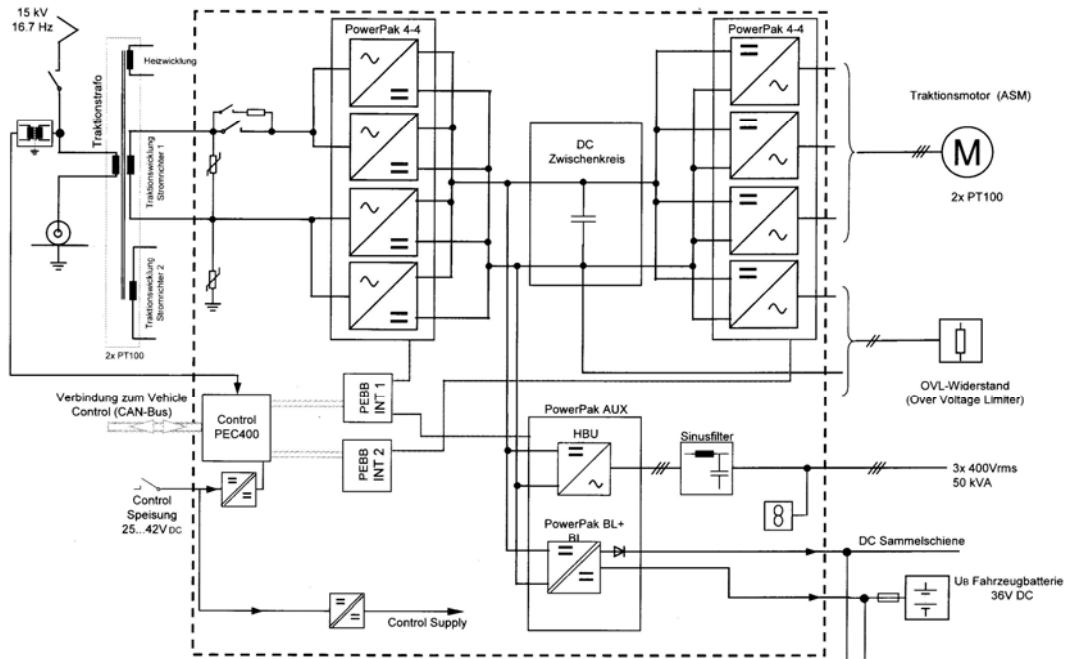 15 kV
16.7 Hz
Heizwicklung
Traktionstrafo
Traktionswicklung
Stromrichter 1
Traktionswicklung
Stromrichter 2
2x PT100
PowerPak 4-4
DC
Zwischenkreis
PowerPak 4-4
Traktionsmotor (ASM)
M
2x PT100
OVL-Widerstand
(Over Voltage Limiter)
Verbindung zum Vehicle
Control (CAN-Bus)
Control
PEC400
PEBB
INT 1
PEBB
INT 2
Control
Speisung
25...42V DC
Control Supply
PowerPak AUX
HBU
Sinusfilter
3x 400Vrms
50 kVA
PowerPak BL+
BL
DC Sammelschiene
UB Fahrzeugbatterie
36V DC